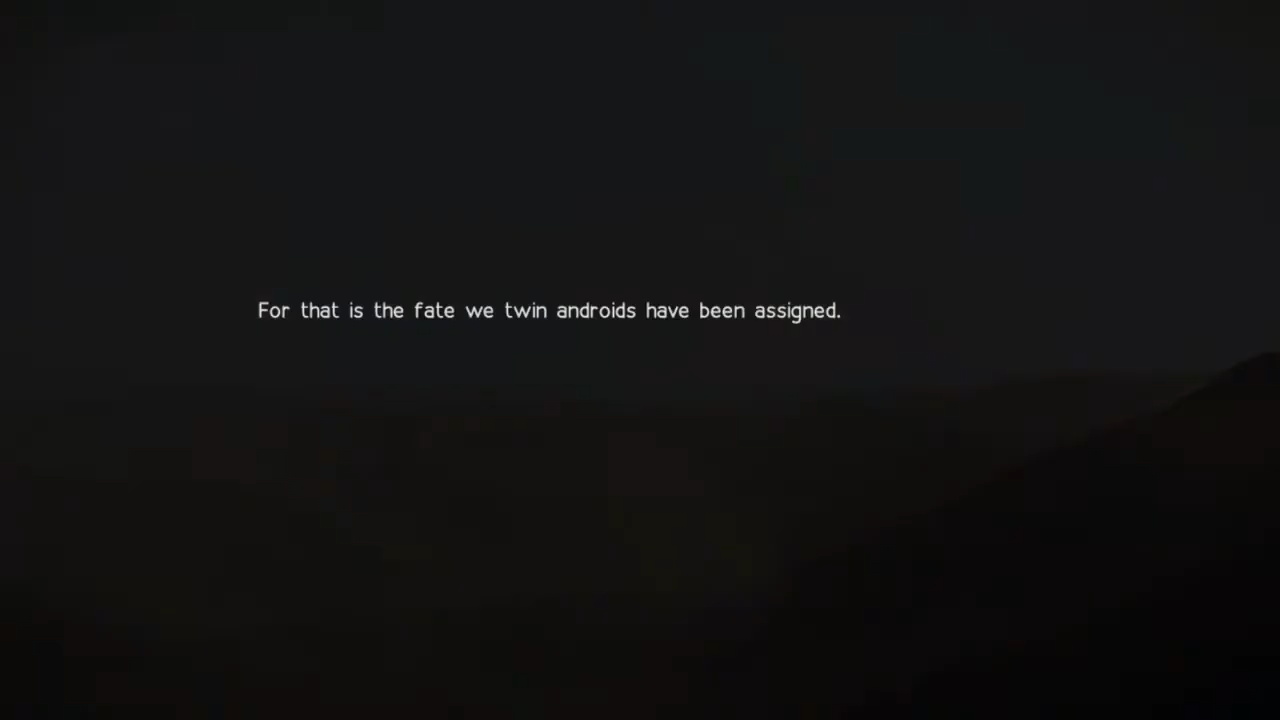 For that is the fate we twin androids have been assigned.